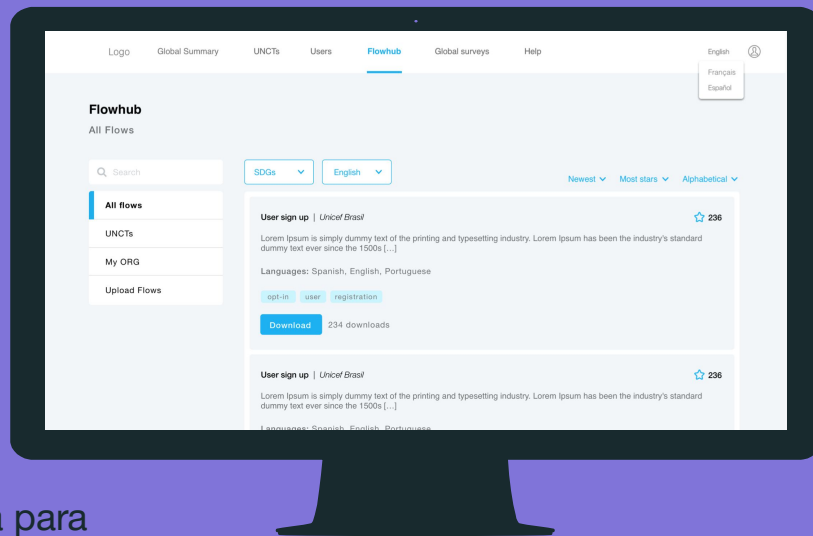 Logo Global Summary UNCTs Users Flowhub Global surveys Help English
Français
Español
Flowhub
All Flows
Search
SDGs English
Newest Most stars Alphabetical
All flows
UNCTs
My ORG
Upload Flows
User sign up | Unicef Brasil 236
Lorem Ipsum is simply dummy text of the printing and typesetting industry. Lorem Ipsum has been the industry's standard
dummy text ever since the 1500s [...]
Languages: Spanish, English, Portuguese
opt-in user registration
Download 234 downloads
User sign up | Unicef Brasil 236
Lorem Ipsum is simply dummy text of the printing and typesetting industry. Lorem Ipsum has been the industry's standard
dummy text ever since the 1500s [...]
Languages: Spanish, English, Portuguese
para